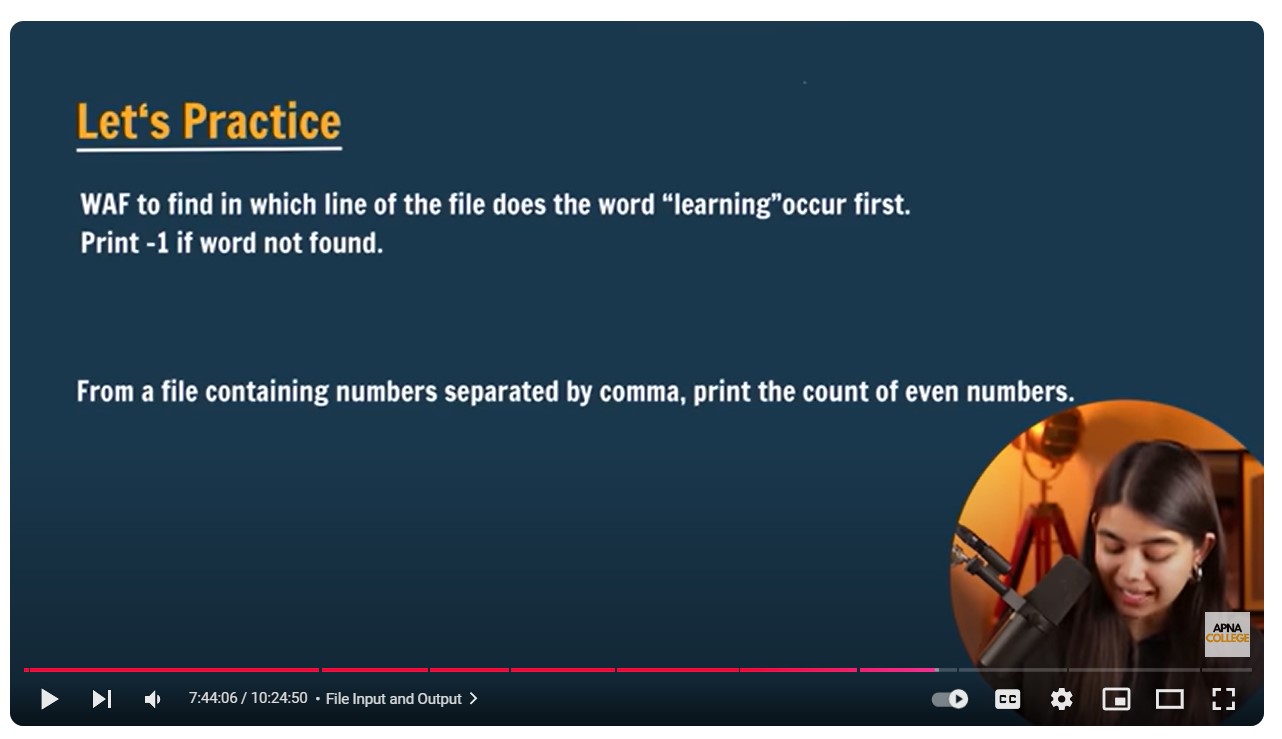 Let‘s Practice
WAF to find in which line of the file does the word “learning”occur first.
Print -1 if word not found.
From a file containing numbers separated by comma, print the count of even numbers.
APNA
COLLEGE
7:44:06 / 10:24:50 • File Input and Output
CC